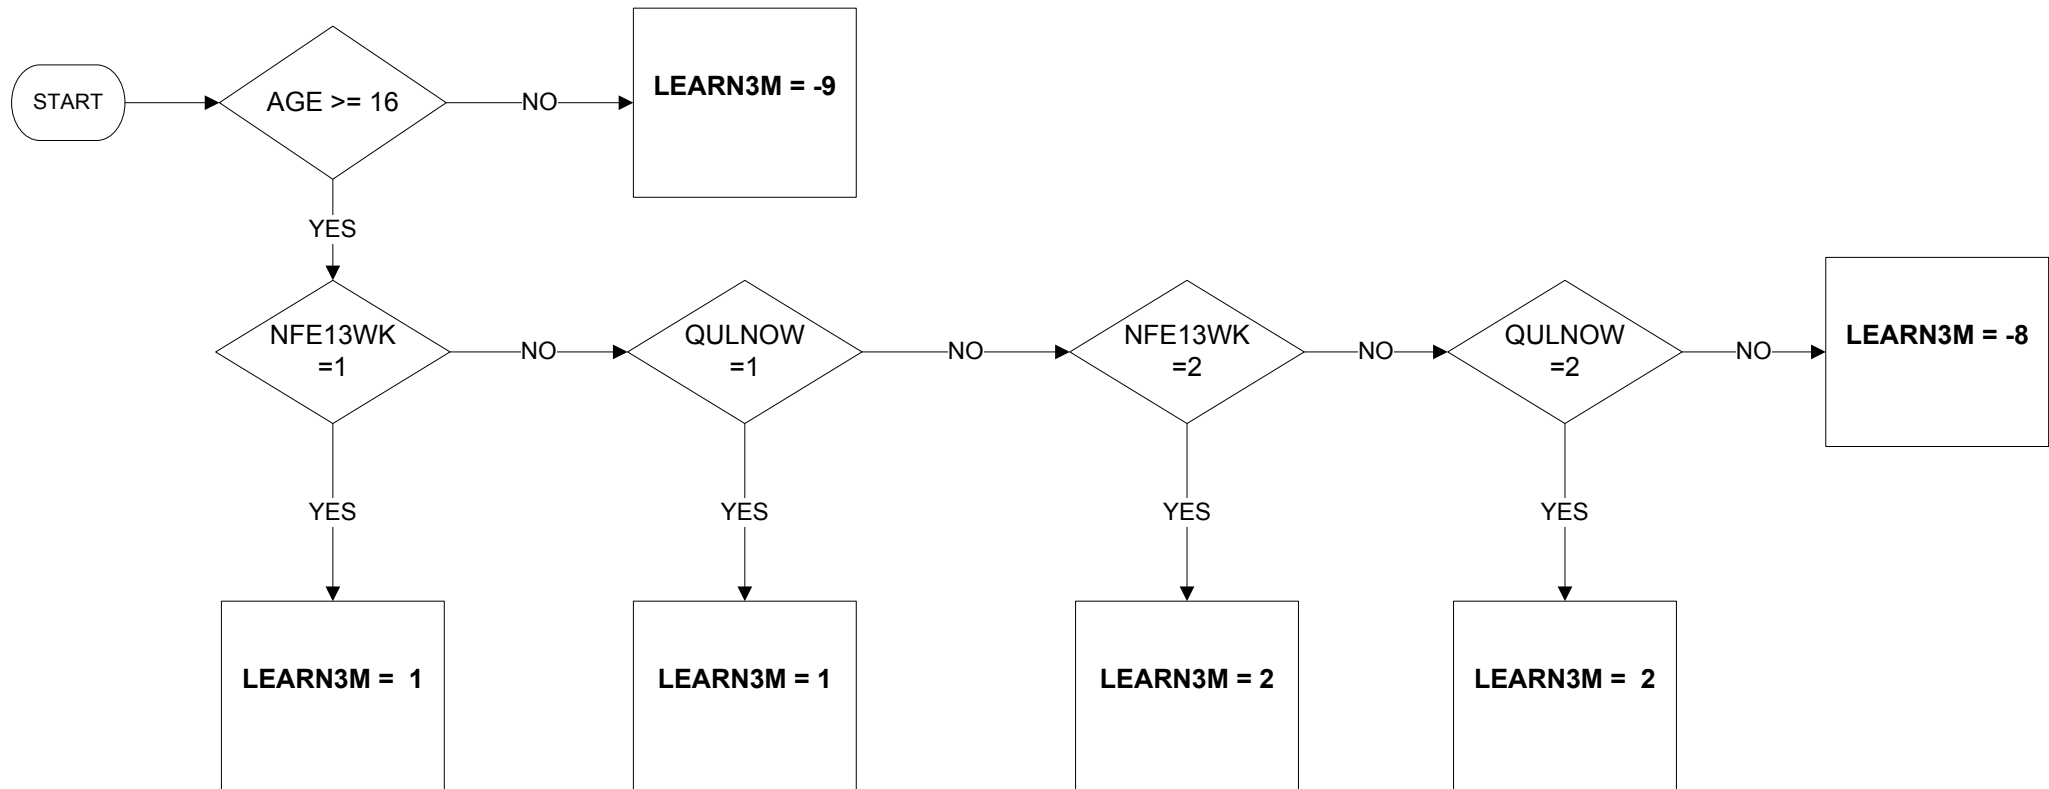 START
AGE >= 16
NO
LEARN3M = -9
YES
NFE13WK
=1
NO
QULNOW
=1
NO
NFE13WK
=2
NO
QULNOW
=2
NO
LEARN3M = -8
YES
YES
YES
YES
LEARN3M =  1
LEARN3M = 1
LEARN3M = 2
LEARN3M =  2